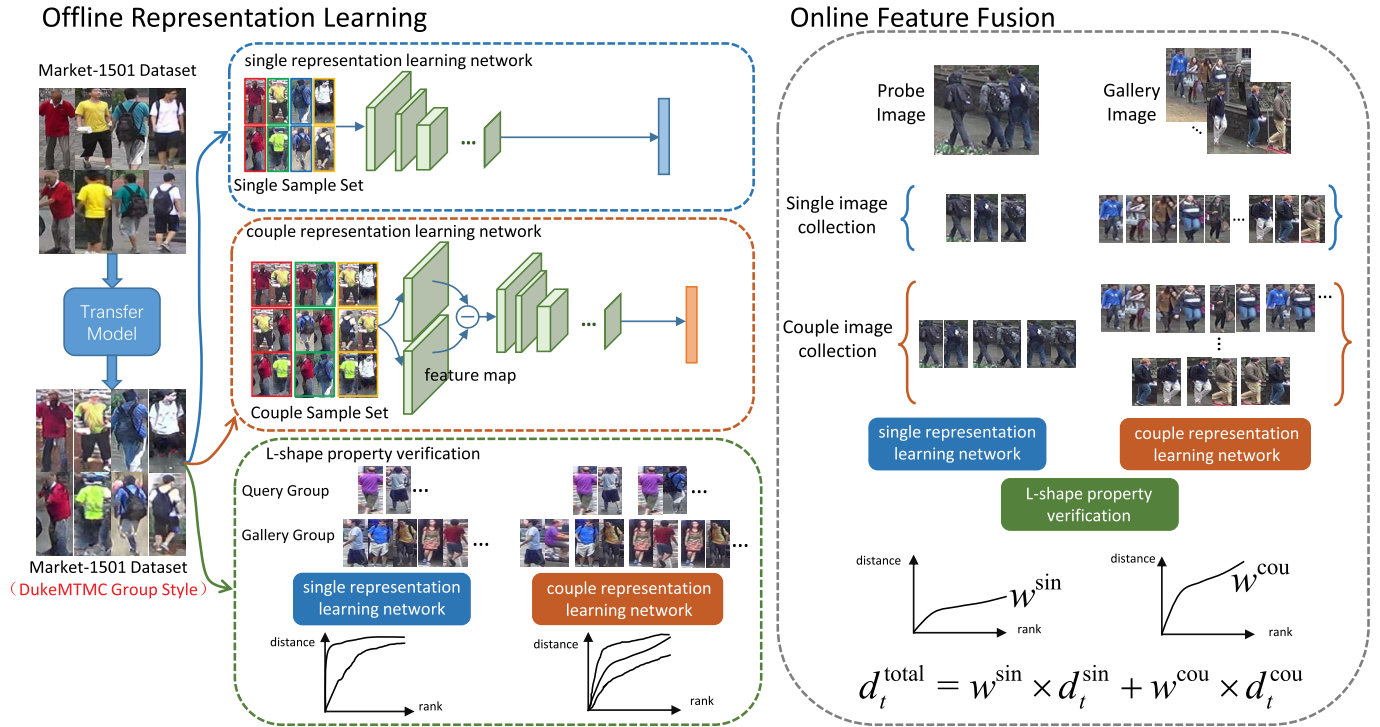 Offline Representation Learning
Market-1501 Dataset
Transfer
Model
Market-1501 Dataset
（DukeMTMC Group Style）
single representation learning network
...
Single Sample Set
couple representation learning network
...
feature map
Couple Sample Set
L-shape property verification
Query Group
...
...
Gallery Group
...
...
single representation
learning network
couple representation
learning network
distance
rank
distance
rank
Online Feature Fusion
Probe
Image
Gallery
Image
...
Single image
collection
...
Couple image
collection
...
...
single representation
learning network
couple representation
learning network
L-shape property
verification
distance
w^sin
rank
distance
w^cou
rank
d_t^total = w^sin × d_t^sin + w^cou × d_t^cou